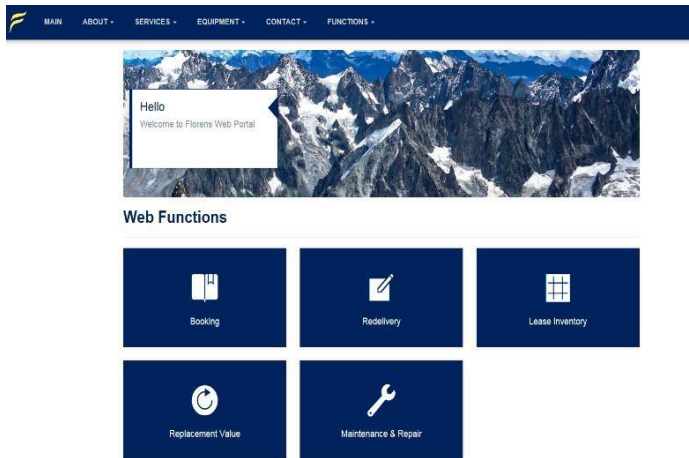 MAIN ABOUT SERVICES EQUIPMENT CONTACT FUNCTIONS
Hello
Welcome to Florens Web Portal
Web Functions
Booking Redelivery Lease Inventory
Replacement Value Maintenance & Repair